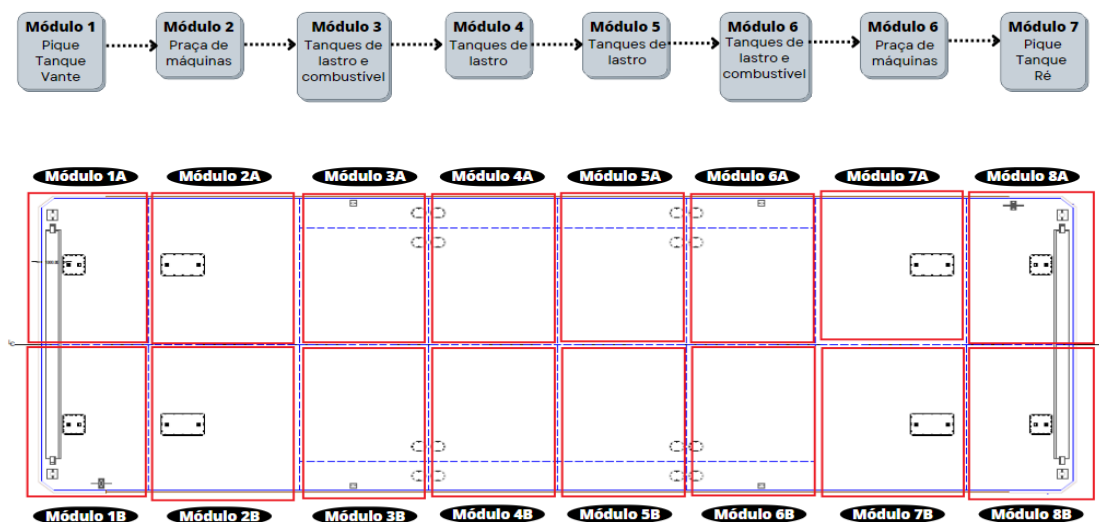 Módulo 1
Pique
Tanque
Vante
Módulo 2
Praça de
máquinas
Módulo 3
Tanques de
lastro e
combustível
Módulo 4
Tanques de
lastro
Módulo 5
Tanques de
lastro
Módulo 6
Tanques de
lastro e
combustível
Módulo 6
Praça de
máquinas
Módulo 7
Pique
Tanque
Ré
Módulo 1A
Módulo 2A
Módulo 3A
Módulo 4A
Módulo 5A
Módulo 6A
Módulo 7A
Módulo 8A
Módulo 1B
Módulo 2B
Módulo 3B
Módulo 4B
Módulo 5B
Módulo 6B
Módulo 7B
Módulo 8B